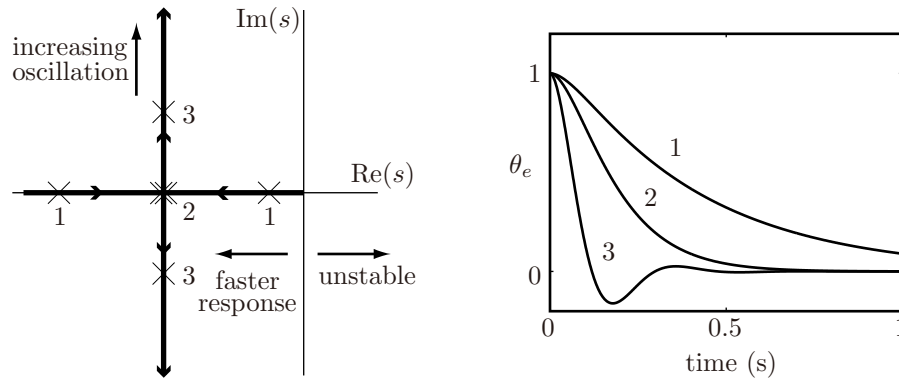 Im(s)
increasing
oscillation
3
Re(s)
1
2
1
3
faster
response
unstable
1
θe
0
1
2
3
0
0.5
1
time (s)